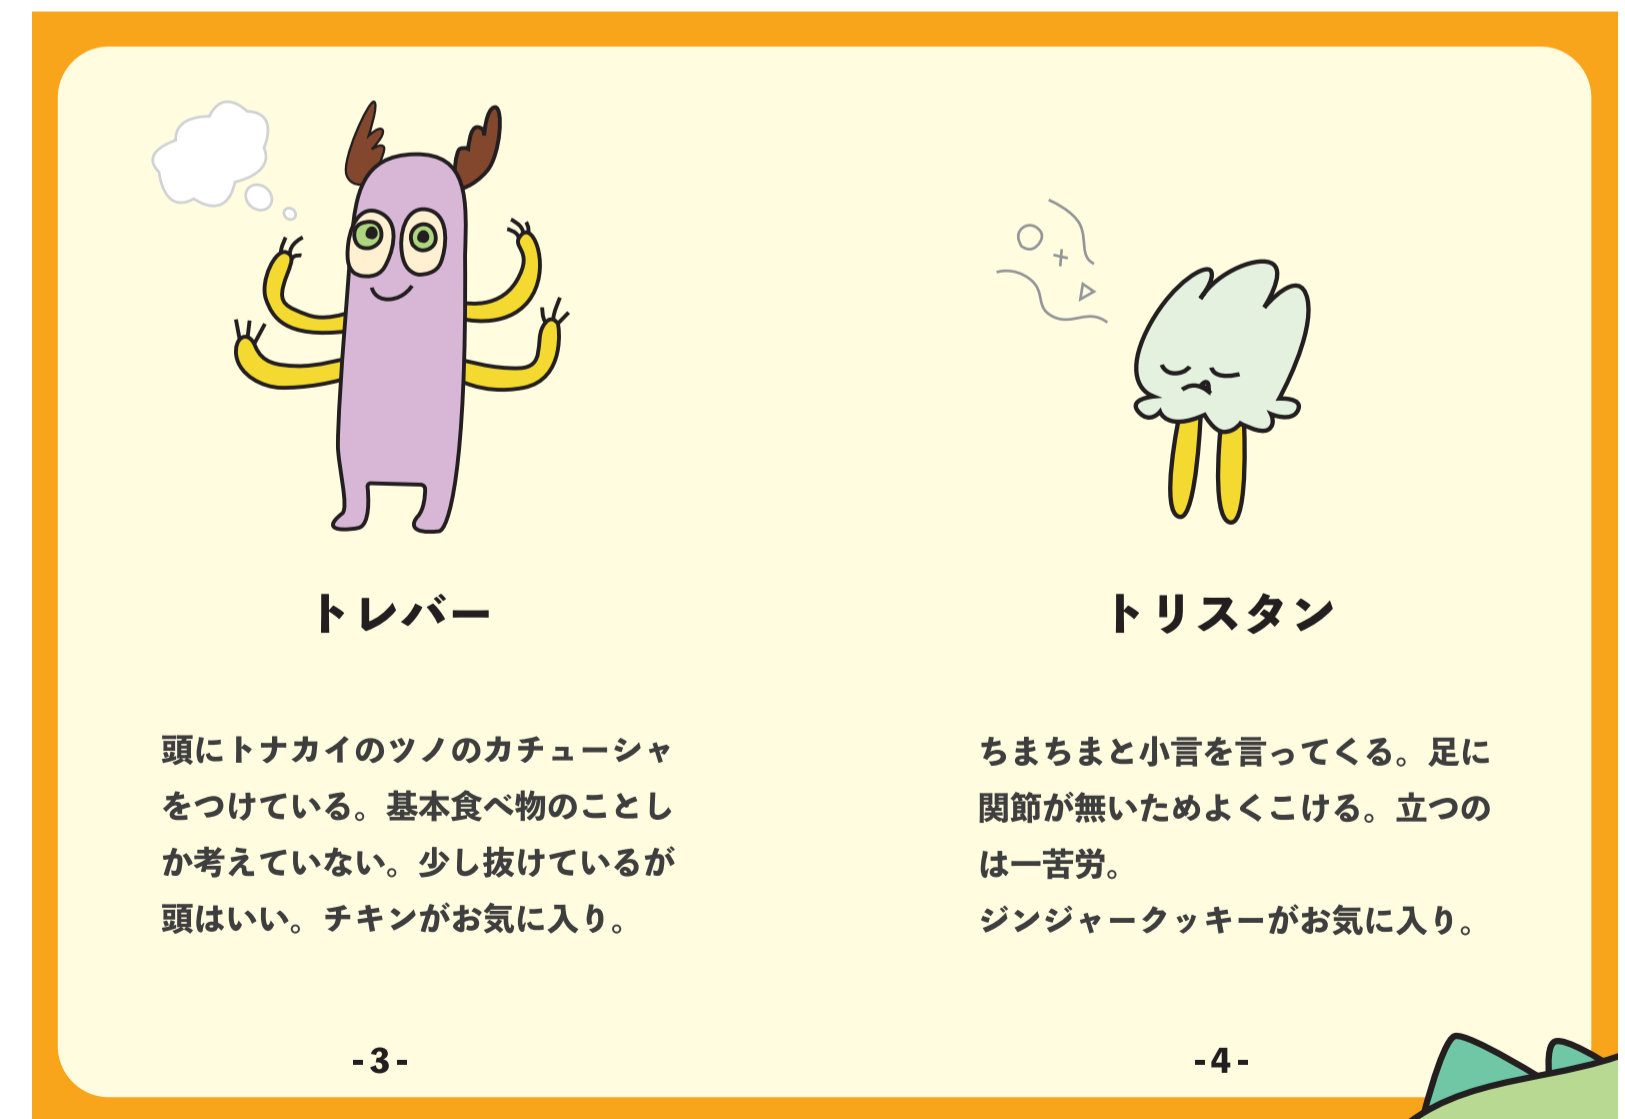 トレバー
頭にトナカイのツノのカチューシャ
をつけている。基本食べ物のことし
か考えていない。少し抜けているが
頭はいい。チキンがお気に入り。
-3-
トリスタン
ちまちまと小言を言ってくる。足に
関節が無いためよくこける。立つの
は一苦労。
ジンジャークッキーがお気に入り。
-4-